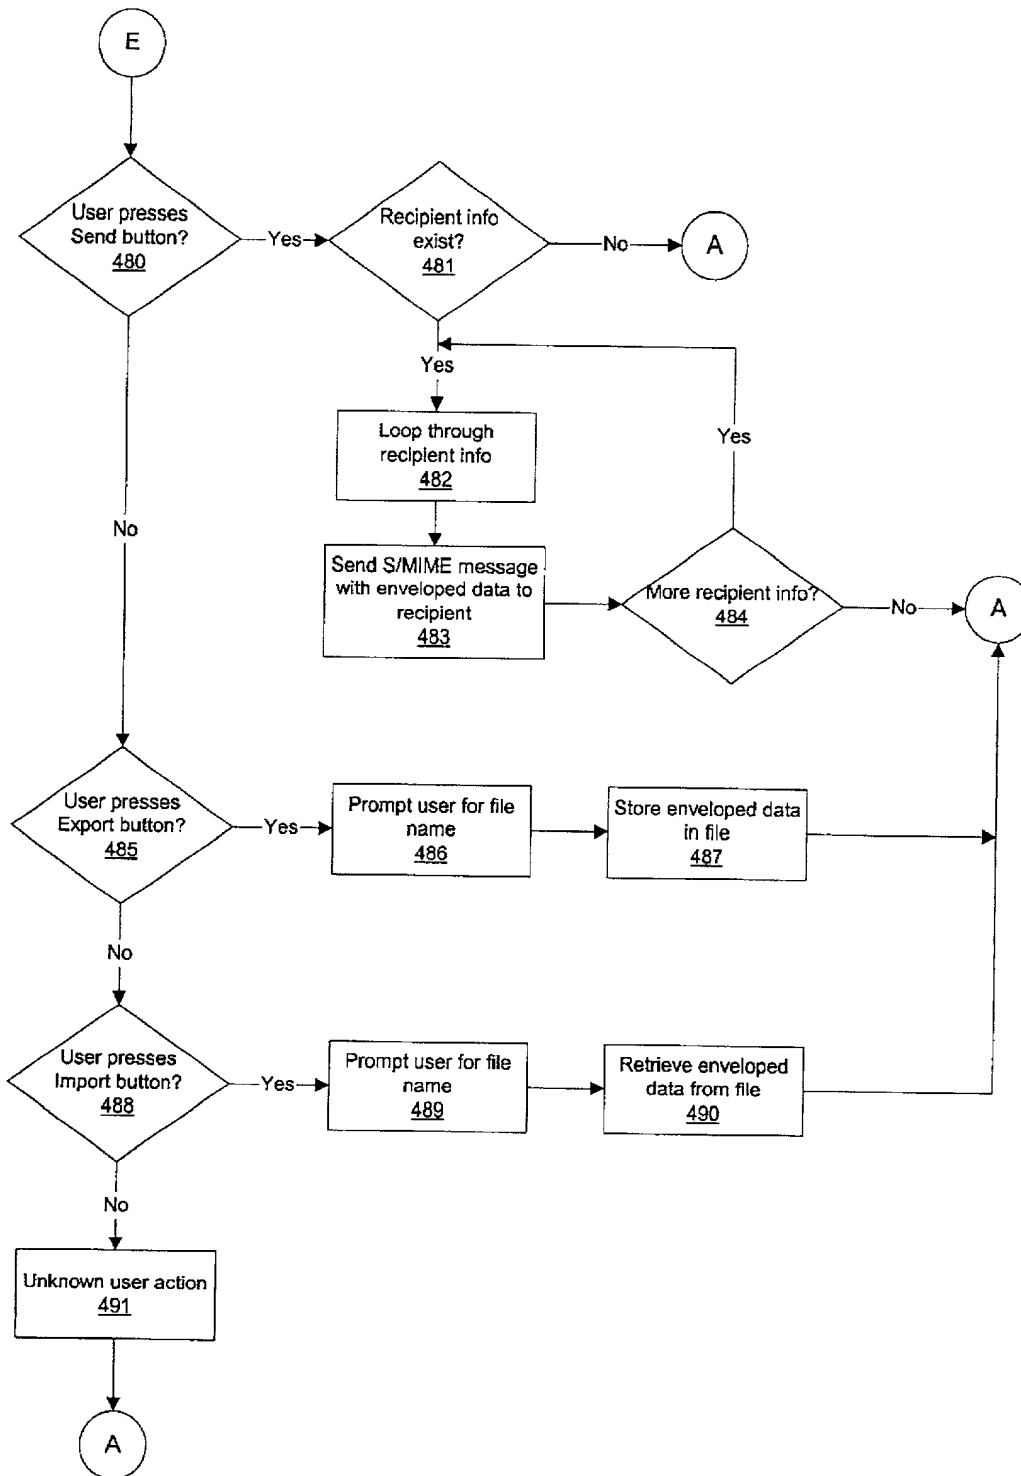 E
User presses
Send button?
480
Yes
Recipient info
exist?
481
No
A
Yes
Loop through
recipient info
482
Yes
No
Send S/MIME message
with enveloped data to
recipient
483
More recipient info?
484
No
A
User presses
Export button?
485
Yes
Prompt user for file
name
486
Store enveloped data
in file
487
No
User presses
Import button?
488
Yes
Prompt user for file
name
489
Retrieve enveloped
data from file
490
No
Unknown user action
491
A